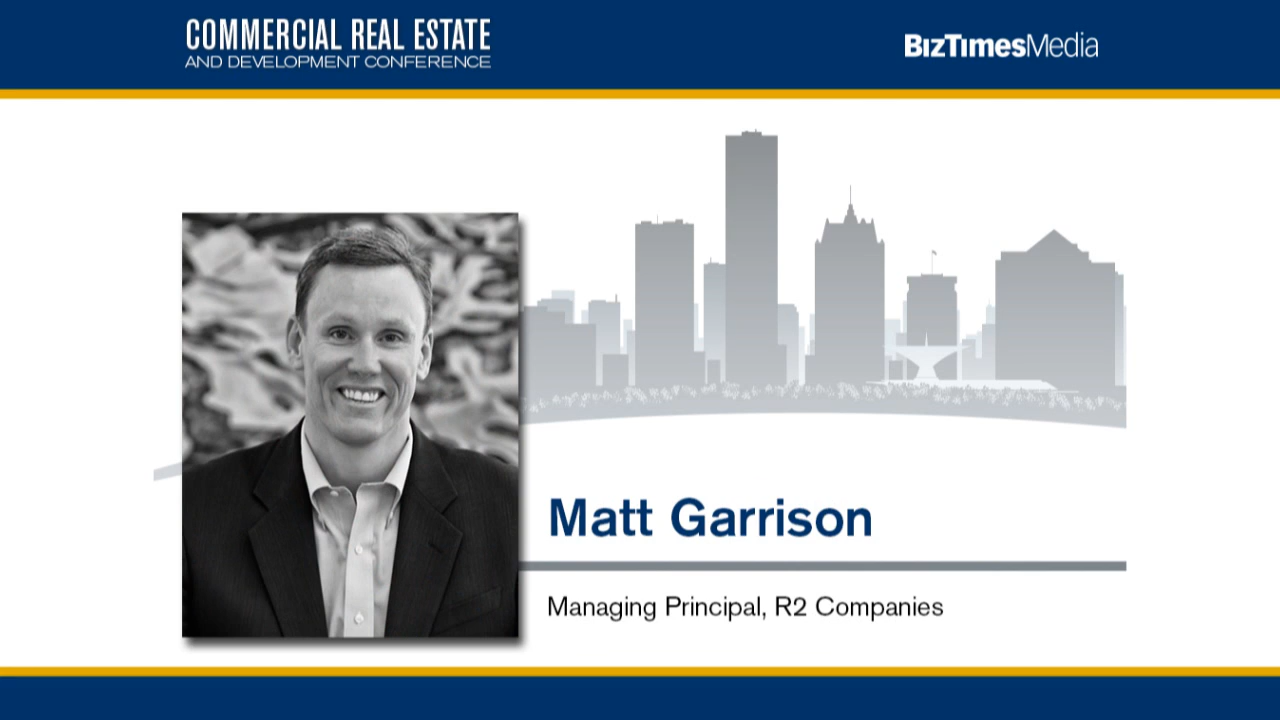 COMMERCIAL REAL ESTATE
AND DEVELOPMENT CONFERENCE
BizTimesMedia
Matt Garrison
Managing Principal, R2 Companies